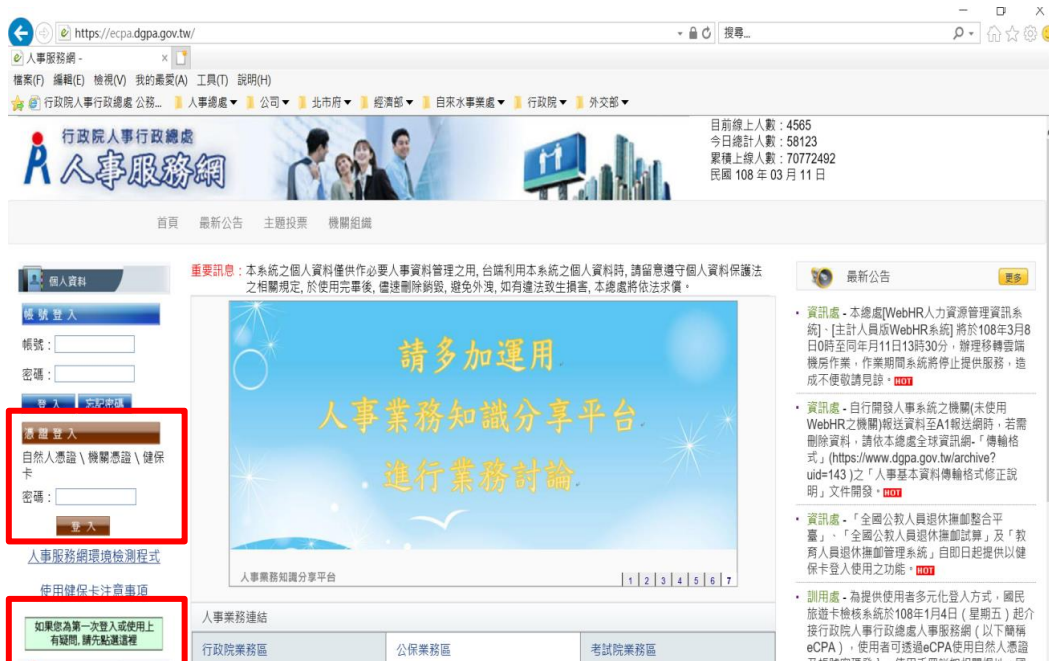 https://ecpa.dgpa.gov.tw/
搜尋...
人事服務網 -
檔案(F) 編輯(E) 檢視(V) 我的最愛(A) 工具(T) 說明(H)
行政院人事行政總處 公務... 人事總處 公司 北市府 經濟部 自來水事業處 行政院 外交部
行政院人事行政總處
人事服務網
目前線上人數：4565
今日總計人數：58123
累積上線人數：70772492
民國 108 年 03 月 11 日
首頁 最新公告 主題投票 機關組織
個人資料
帳號登入
帳號：
密碼：
登入 忘記密碼
憑證登入
自然人憑證 \ 機關憑證 \ 健保
卡
密碼：
登入
人事服務網環境檢測程式
使用健保卡注意事項
如果您為第一次登入或使用上
有疑問, 請先點選這裡
重要訊息：本系統之個人資料僅供作必要人事資料管理之用, 台端利用本系統之個人資料時, 請留意遵守個人資料保護法
之相關規定, 於使用完畢後, 儘速刪除銷毀, 避免外洩, 如有違法致生損害, 本總處將依法求償。
請多加運用
人事業務知識分享平台
進行業務討論
人事業務知識分享平台
1 2 3 4 5 6 7
人事業務連結
行政院業務區 公保業務區 考試院業務區
最新公告 更多
資訊處 - 本總處[WebHR人力資源管理資訊系
統]、[主計人員版WebHR系統] 將於108年3月8
日0時至同年月11日13時30分，辦理移轉雲端
機房作業，作業期間系統將停止提供服務，造
成不便敬請見諒。HOT
資訊處 - 自行開發人事系統之機關(未使用
WebHR之機關)報送資料至A1報送網時，若需
刪除資料，請依本總處全球資訊網-「傳輸格
式」(https://www.dgpa.gov.tw/archive?
uid=143 )之「人事基本資料傳輸格式修正說
明」文件開發。HOT
資訊處 - 「全國公教人員退休撫卹整合平
臺」、「全國公教人員退休撫卹試算」及「教
育人員退休撫卹管理系統」自即日起提供以健
保卡登入使用之功能。HOT
訓用處 - 為提供使用者多元化登入方式，國民
旅遊卡檢核系統於108年1月4日（星期五）起介
接行政院人事行政總處人事服務網（以下簡稱
eCPA），使用者可透過eCPA使用自然人憑證